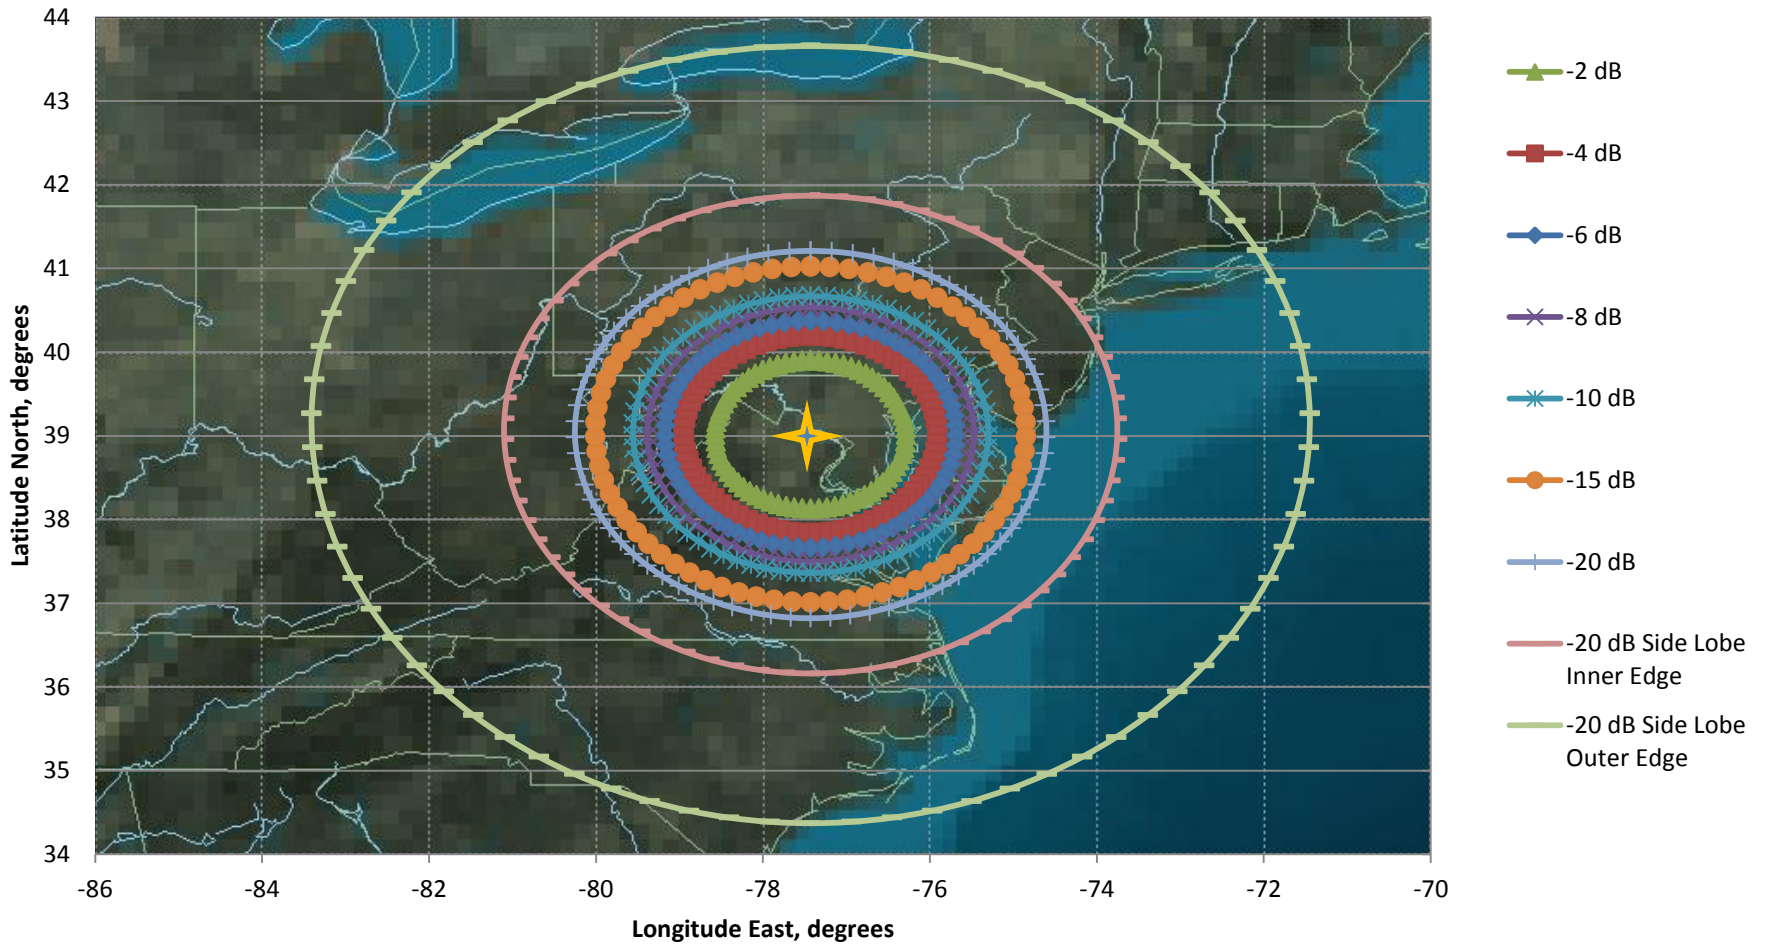 44
43
42
41
40
39
38
37
36
35
34
Latitude North, degrees
-86
-84
-82
-80
-78
-76
-74
-72
-70
Longitude East, degrees
-2 dB
-4 dB
-6 dB
-8 dB
-10 dB
-15 dB
-20 dB
-20 dB Side Lobe
Inner Edge
-20 dB Side Lobe
Outer Edge